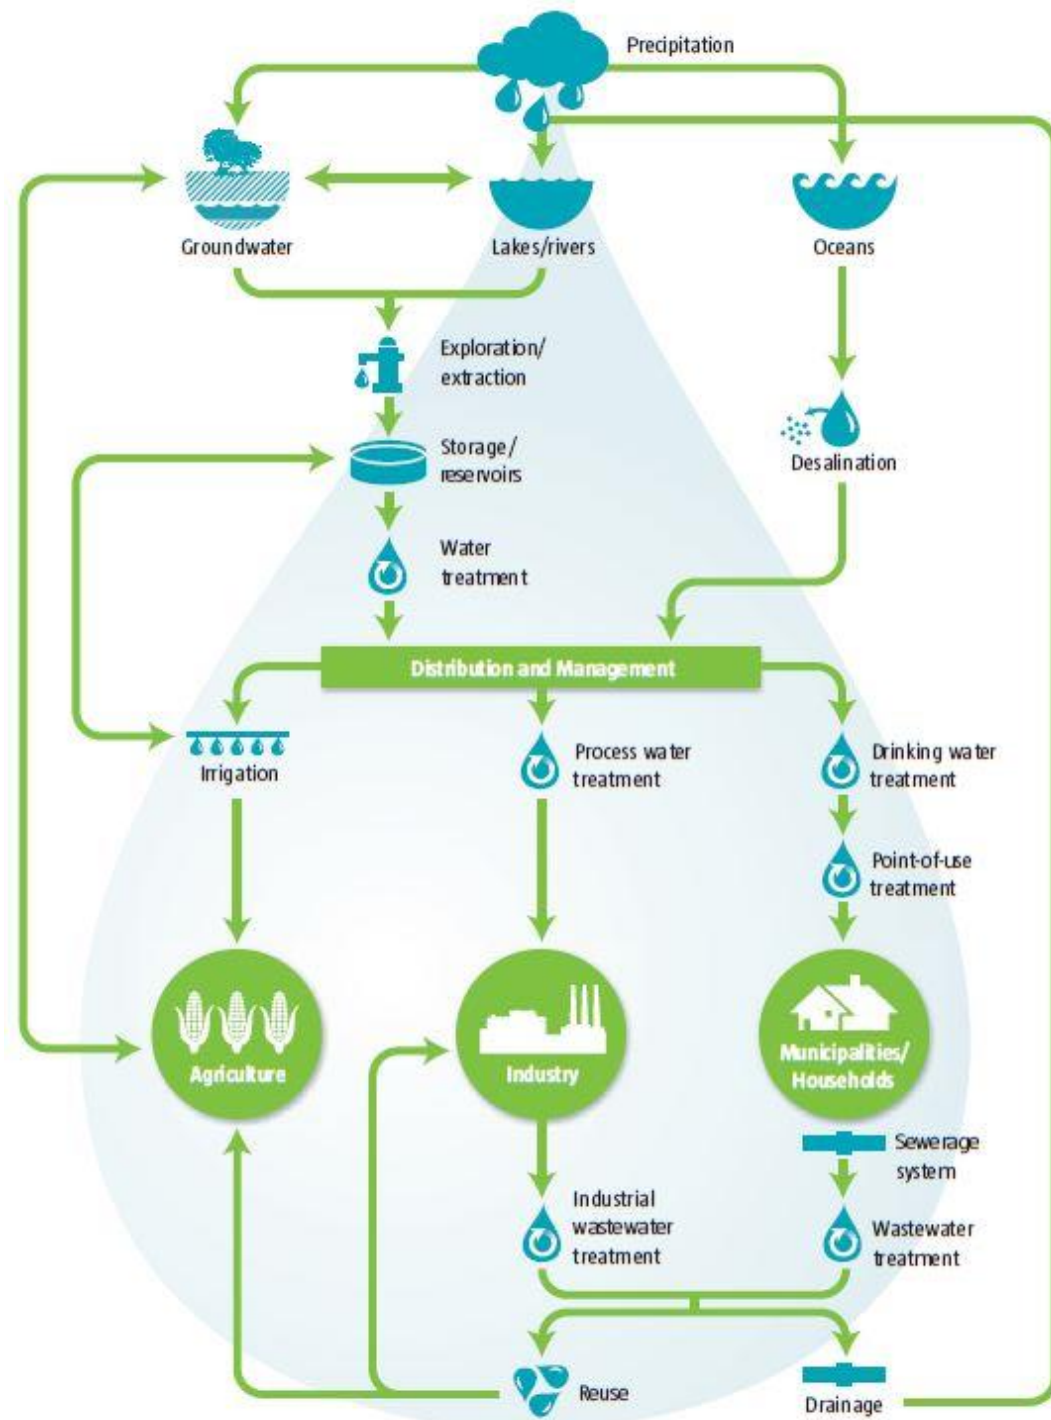 Precipitation
Groundwater
Lakes/rivers
Oceans
Exploration/
extraction
Storage/
reservoirs
Desalination
Water
treatment
Distribution and Management
Irrigation
Process water
treatment
Drinking water
treatment
Point-of-use
treatment
Agriculture
Industry
Municipalities/
Households
Sewerage
system
Industrial
wastewater
treatment
Wastewater
treatment
Reuse
Drainage